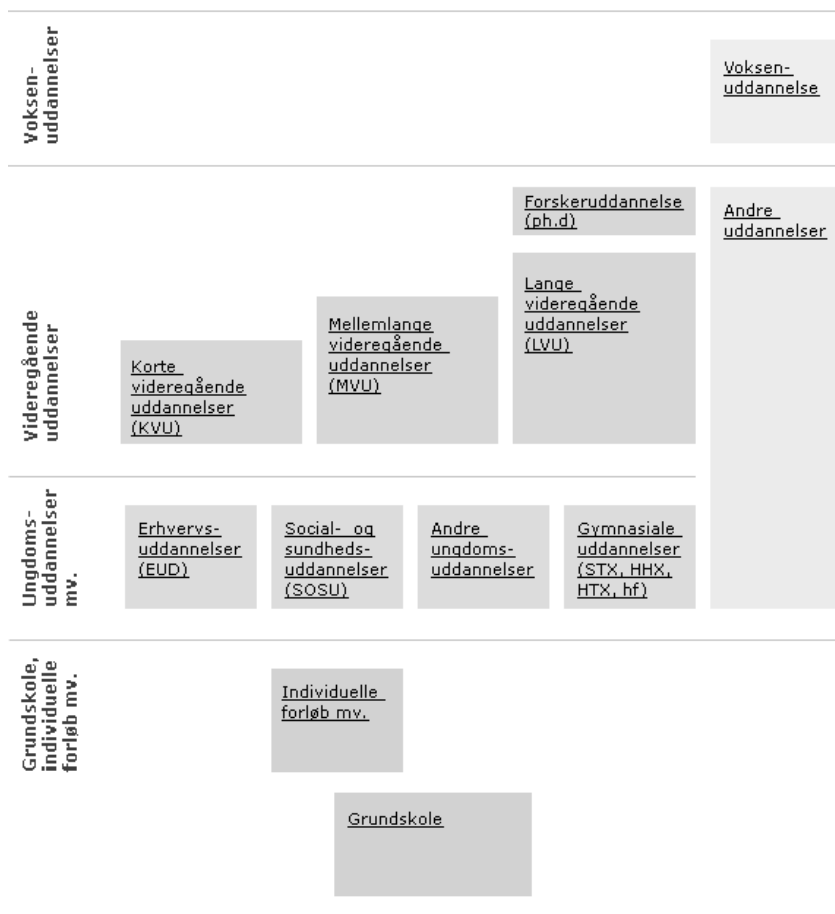 Voksen-
uddannelser
Voksen-
uddannelse
Videregående
uddannelser
Forskeruddannelse
(ph.d)
Andre
uddannelser
Lange
videregående
uddannelser
(LVU)
Mellemlange
videregående
uddannelser
(MVU)
Korte
videregående
uddannelser
(KVU)
Ungdoms-
uddannelser
mv.
Erhvervs-
uddannelser
(EUD)
Social- og
sundheds-
uddannelser
(SOSU)
Andre
ungdoms-
uddannelser
Gymnasiale
uddannelser
(STX, HHX,
HTX, hf)
Grundskole,
individuelle
forløb mv.
Individuelle
forløb mv.
Grundskole